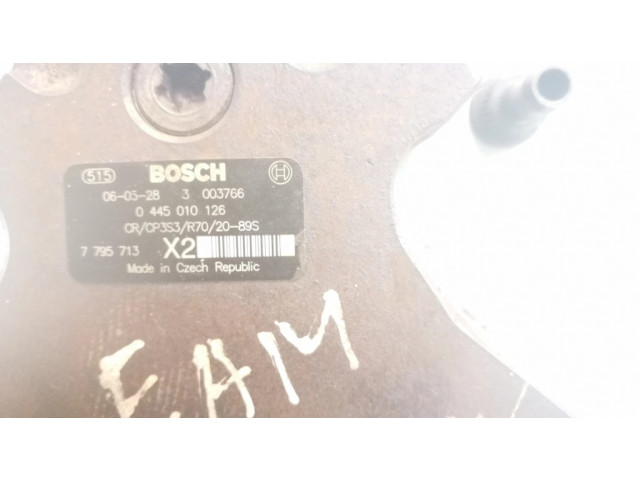 515 BOSCH
06-03-28 3 003766
0 445 010 126
CR/CP3S3/R70/20-89S
7 795 713 X2
Made in Czech Republic
E.A14